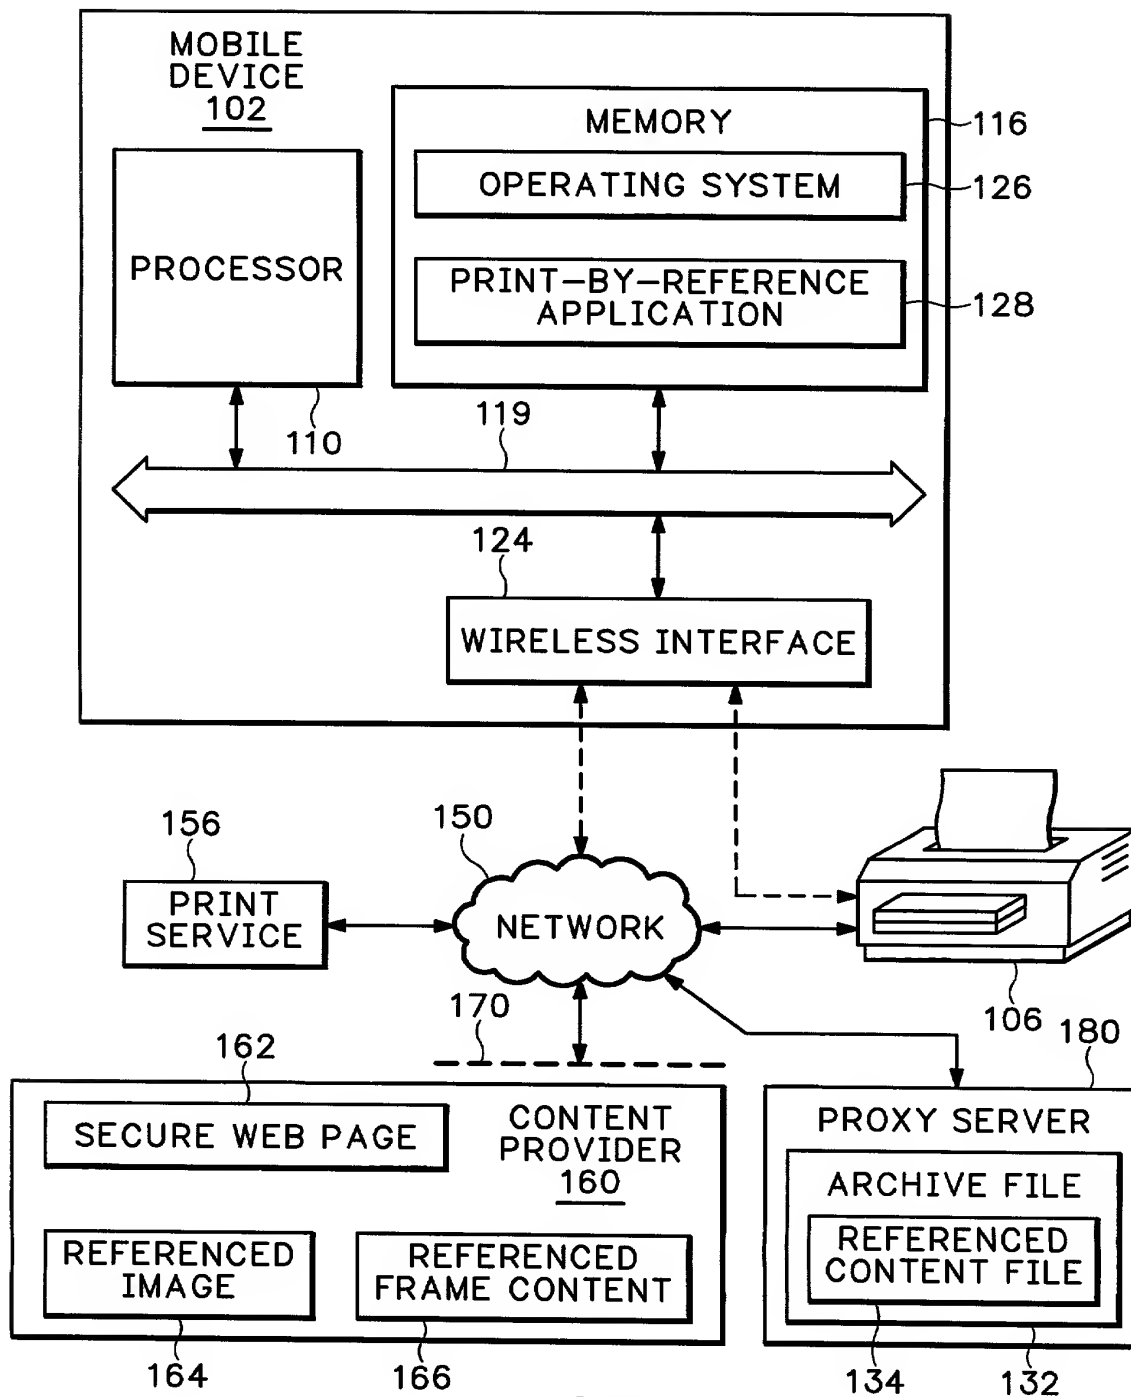 MOBILE
DEVICE
102
MEMORY
116
OPERATING SYSTEM
126
PROCESSOR
PRINT-BY-REFERENCE
APPLICATION
128
110
119
124
WIRELESS INTERFACE
156
150
PRINT
SERVICE
NETWORK
106
170
180
162
SECURE WEB PAGE
CONTENT
PROVIDER
160
PROXY SERVER
ARCHIVE FILE
REFERENCED
IMAGE
REFERENCED
FRAME CONTENT
REFERENCED
CONTENT FILE
164
166
134
132